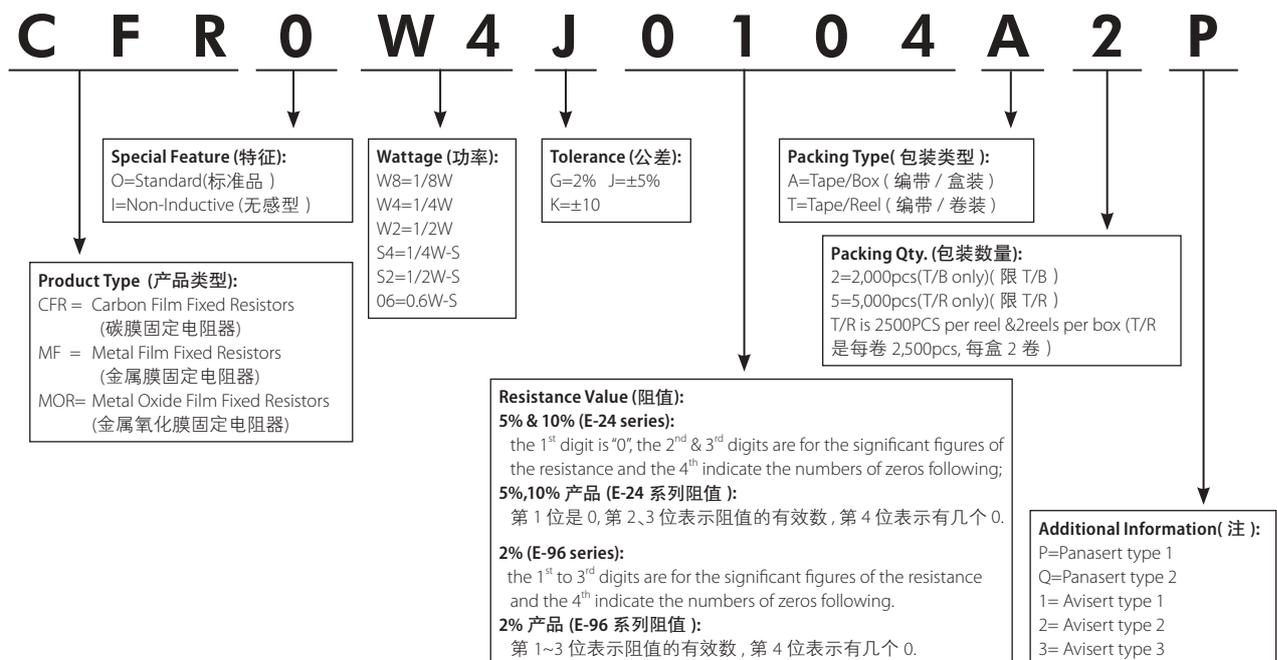 C F R 0 W 4 J 0 1 0 4 A 2 P
Special Feature (特征):
O=Standard(标准品 )
I=Non-Inductive (无感型 )
Wattage (功率):
W8=1/8W
W4=1/4W
W2=1/2W
S4=1/4W-S
S2=1/2W-S
06=0.6W-S
Tolerance (公差):
G=2% J=±5%
K=±10
Packing Type( 包装类型 ):
A=Tape/Box ( 编带 / 盒装 )
T=Tape/Reel ( 编带 / 卷装 )
Packing Qty. (包装数量):
2=2,000pcs(T/B only)( 限 T/B )
5=5,000pcs(T/R only)( 限 T/R )
T/R is 2500PCS per reel &2reels per box (T/R
是每卷 2,500pcs, 每盒 2 卷 )
Product Type (产品类型):
CFR = Carbon Film Fixed Resistors
(碳膜固定电阻器)
MF = Metal Film Fixed Resistors
(金属膜固定电阻器)
MOR= Metal Oxide Film Fixed Resistors
(金属氧化膜固定电阻器)
Resistance Value (阻值):
5% & 10% (E-24 series):
the 1st digit is “0”, the 2nd & 3rd digits are for the significant figures of
the resistance and the 4th indicate the numbers of zeros following;
5%,10% 产品 (E-24 系列阻值 ):
第 1 位是 0, 第 2、3 位表示阻值的有效数 , 第 4 位表示有几个 0.
2% (E-96 series):
the 1st to 3rd digits are for the significant figures of the resistance
and the 4th indicate the numbers of zeros following.
2% 产品 (E-96 系列阻值 ):
第 1~3 位表示阻值的有效数 , 第 4 位表示有几个 0.
Additional Information( 注 ):
P=Panasert type 1
Q=Panasert type 2
1= Avisert type 1
2= Avisert type 2
3= Avisert type 3